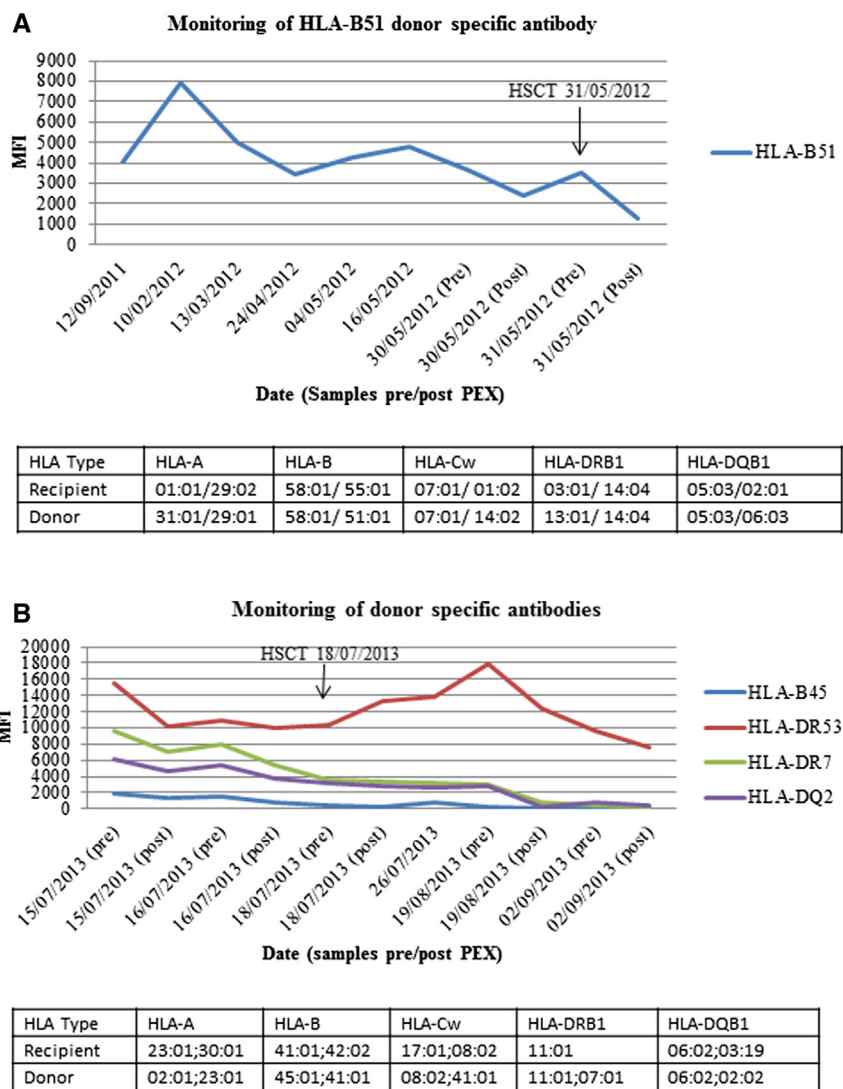 A
Monitoring of HLA-B51 donor specific antibody
9000
8000
7000
6000
5000
4000
3000
2000
1000
0
MFI
HSCT 31/05/2012
HLA-B51
12/09/2011
10/02/2012
13/03/2012
24/04/2012
04/05/2012
16/05/2012
30/05/2012 (Pre)
30/05/2012 (Post)
31/05/2012 (Pre)
31/05/2012 (Post)
Date (Samples pre/post PEX)
HLA Type HLA-A HLA-B HLA-Cw HLA-DRB1 HLA-DQB1
Recipient 01:01/29:02 58:01/ 55:01 07:01/ 01:02 03:01/ 14:04 05:03/02:01
Donor 31:01/29:01 58:01/ 51:01 07:01/ 14:02 13:01/ 14:04 05:03/06:03
B
Monitoring of donor specific antibodies
20000
18000
16000
14000
12000
10000
8000
6000
4000
2000
0
MFI
HSCT 18/07/2013
HLA-B45
HLA-DR53
HLA-DR7
HLA-DQ2
15/07/2013 (pre)
15/07/2013 (post)
16/07/2013 (pre)
16/07/2013 (post)
18/07/2013 (pre)
18/07/2013 (post)
26/07/2013
19/08/2013 (pre)
19/08/2013 (post)
02/09/2013 (pre)
02/09/2013 (post)
Date (samples pre/post PEX)
HLA Type HLA-A HLA-B HLA-Cw HLA-DRB1 HLA-DQB1
Recipient 23:01;30:01 41:01;42:02 17:01;08:02 11:01 06:02;03:19
Donor 02:01;23:01 45:01;41:01 08:02;41:01 11:01;07:01 06:02;02:02